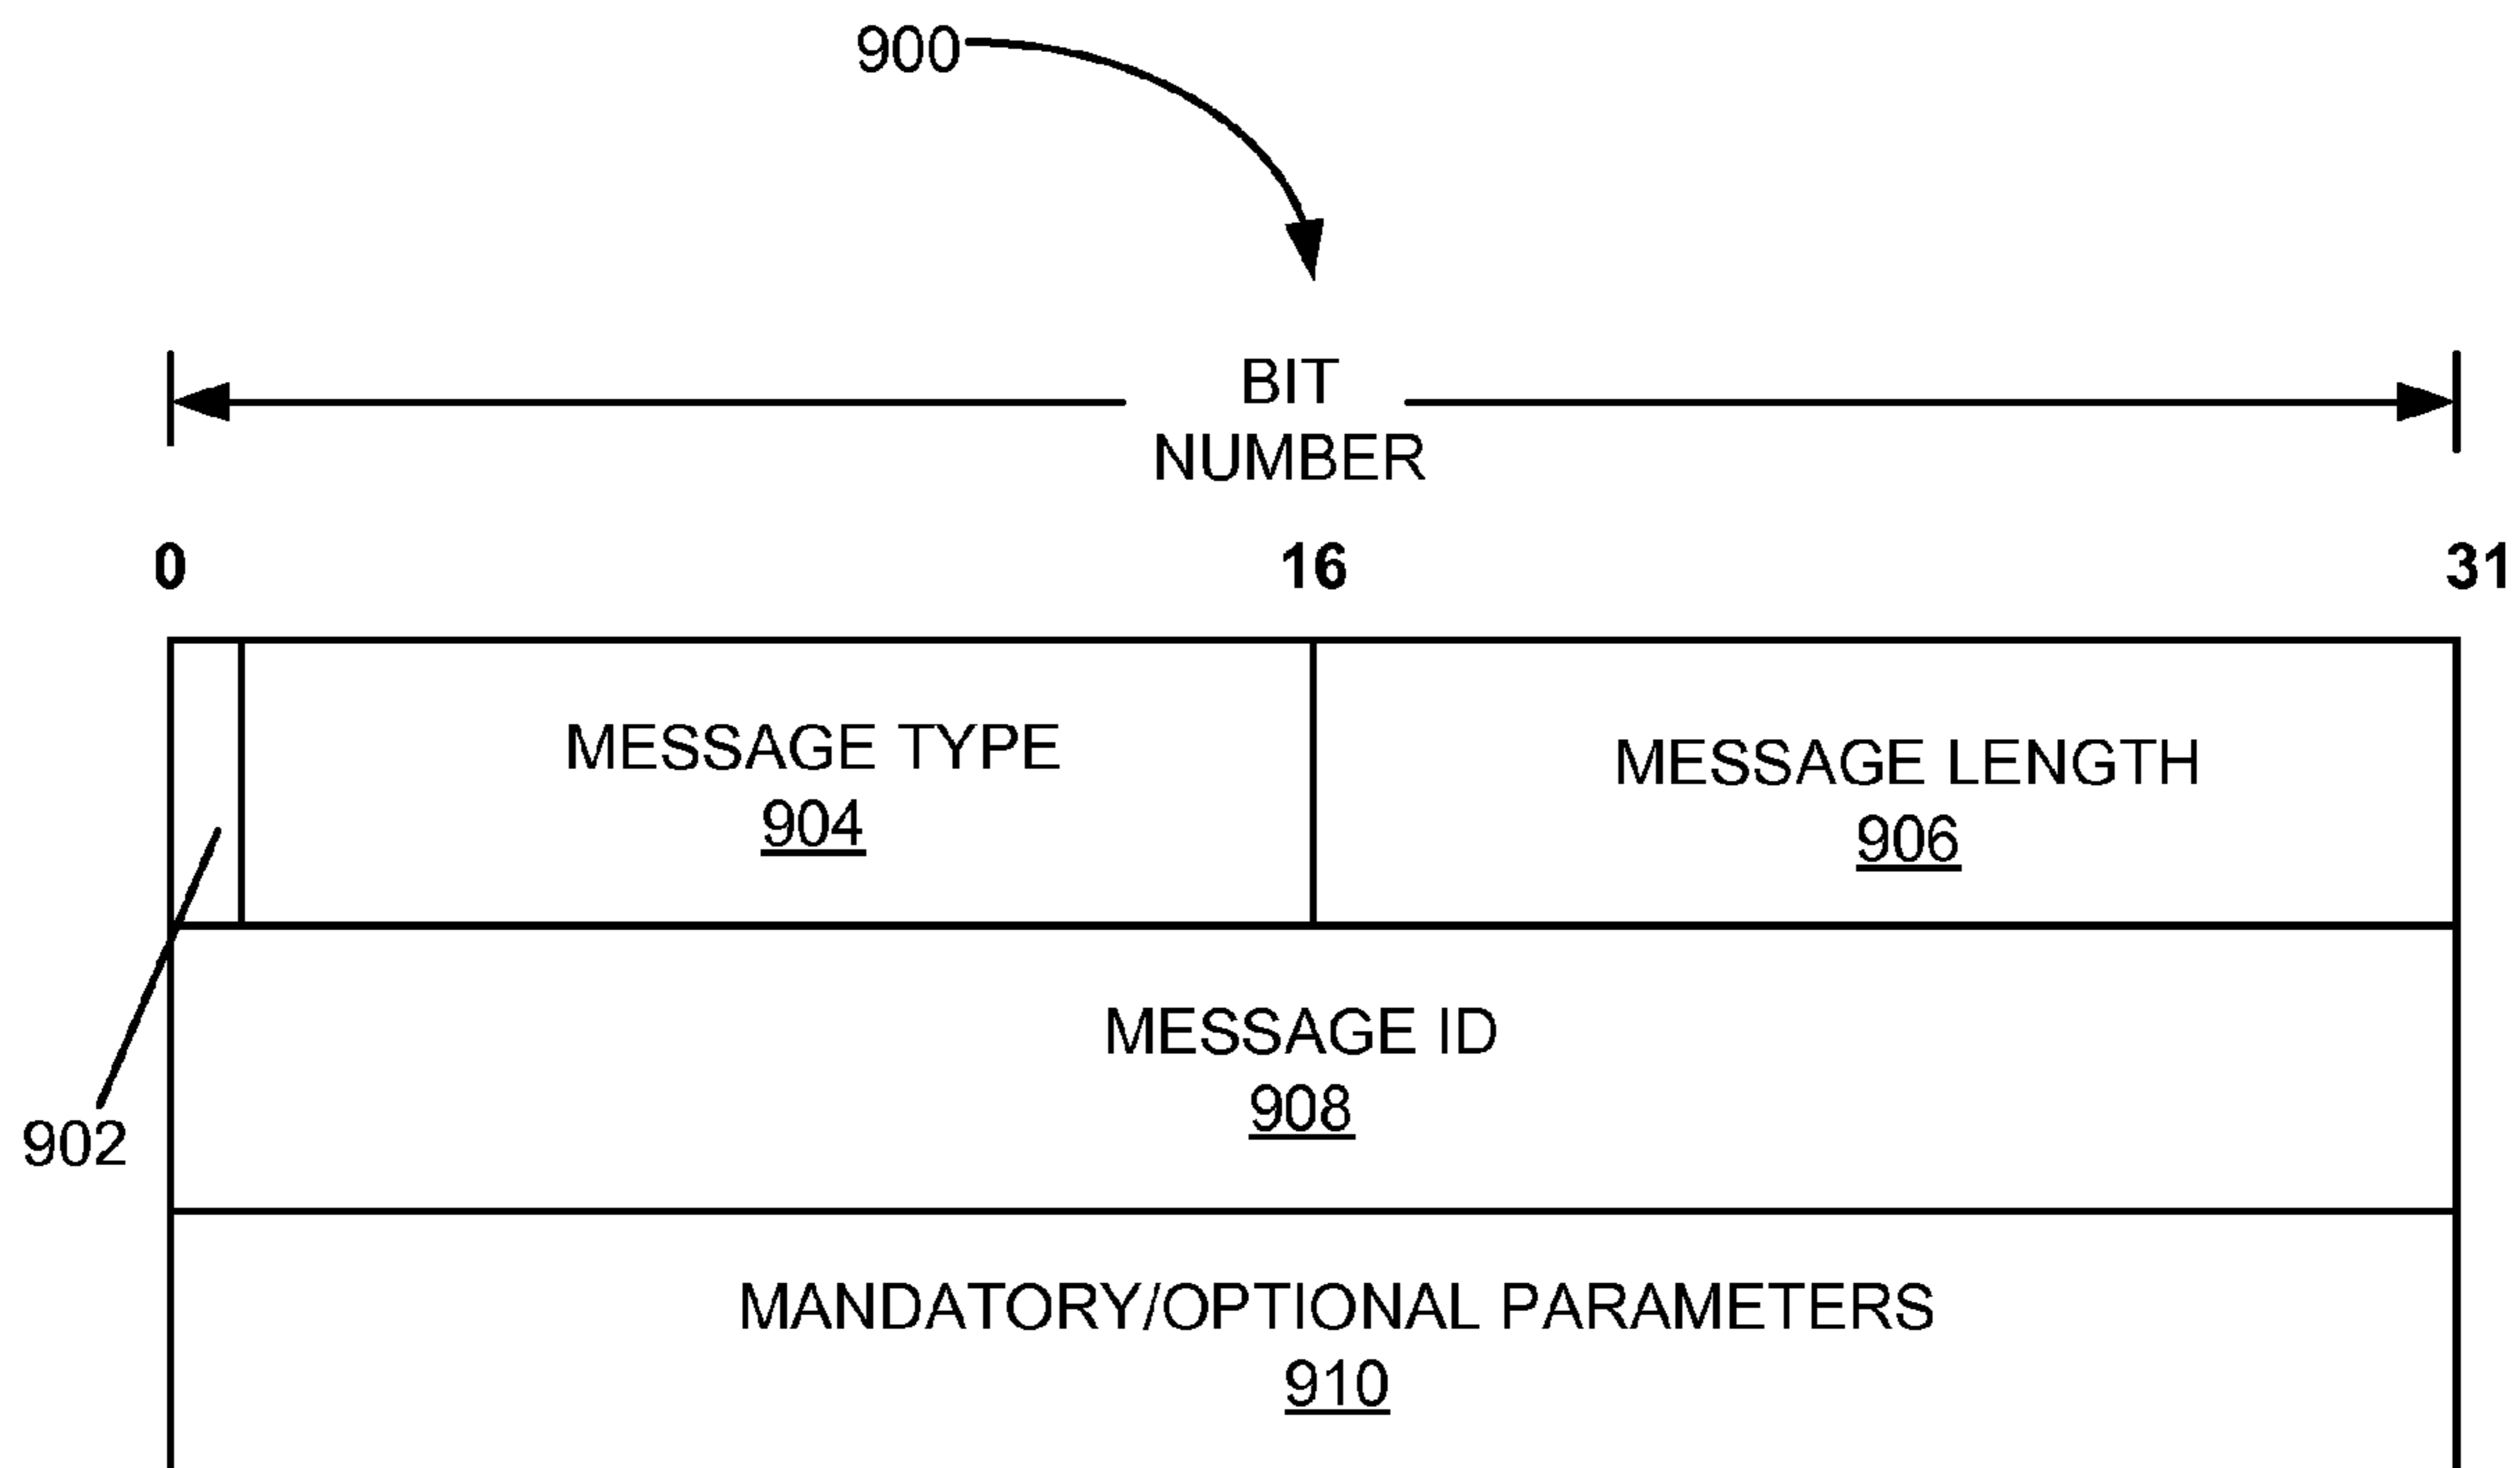 900
BIT
NUMBER
0 16 31
MESSAGE TYPE
904
MESSAGE LENGTH
906
MESSAGE ID
908
902
MANDATORY/OPTIONAL PARAMETERS
910